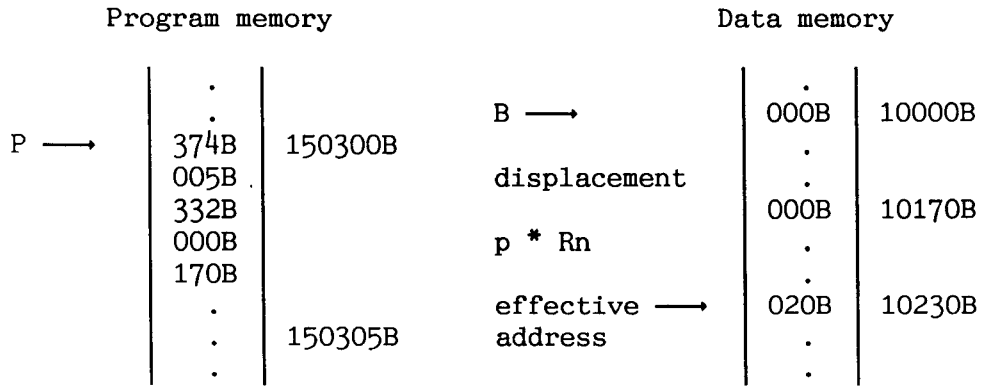 Program memory
Data memory
P → 374B 150300B
005B
332B
000B
170B
.
. 150305B
.
B → 000B 10000B
displacement
000B 10170B
p * Rn
effective → 020B 10230B
address